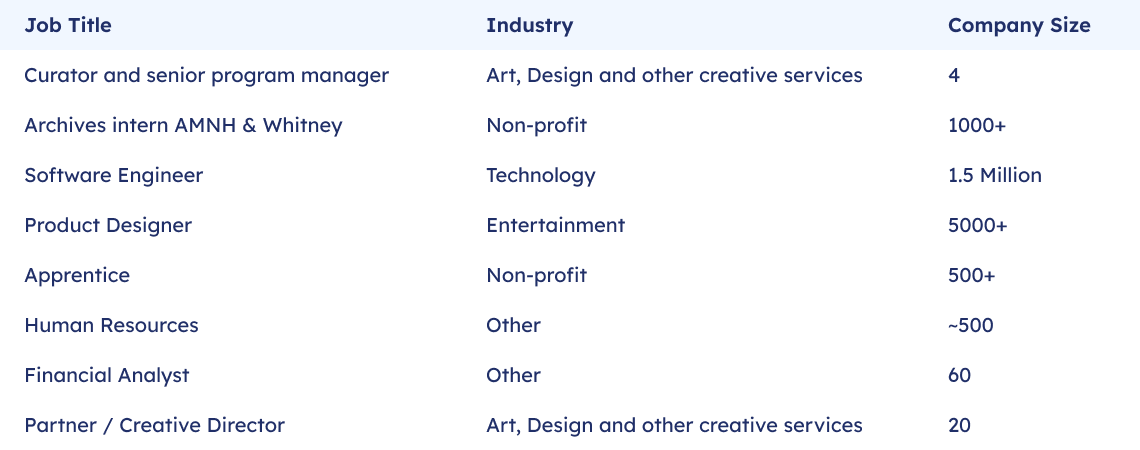 Job Title Industry Company Size
Curator and senior program manager Art, Design and other creative services 4
Archives intern AMNH & Whitney Non-profit 1000+
Software Engineer Technology 1.5 Million
Product Designer Entertainment 5000+
Apprentice Non-profit 500+
Human Resources Other ~500
Financial Analyst Other 60
Partner / Creative Director Art, Design and other creative services 20